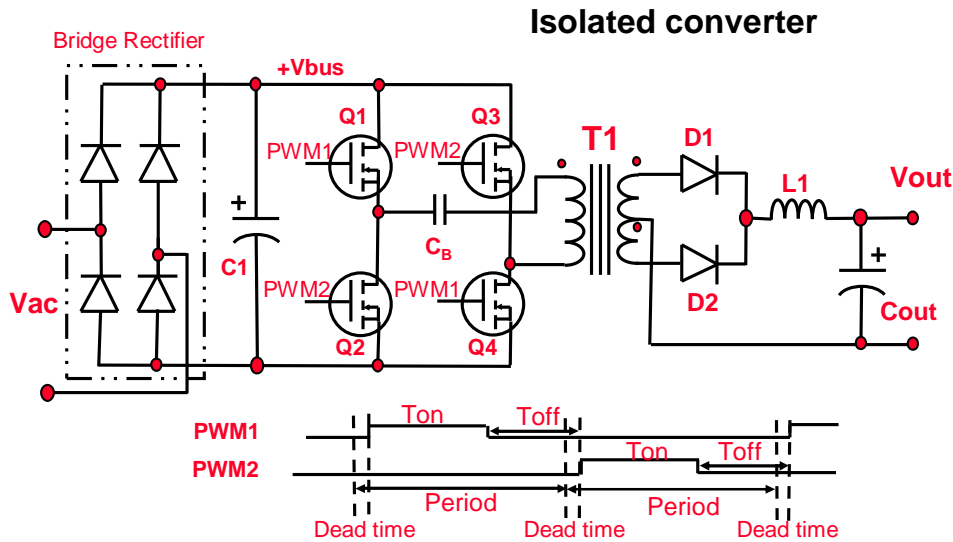 Isolated converter
Bridge Rectifier
+Vbus
Q1
Q3
PWM1
PWM2
T1
D1
L1
Vout
+
C1
CB
+
Vac
PWM2
PWM1
D2
Cout
Q2
Q4
Ton
Toff
PWM1
Ton
Toff
PWM2
Period
Period
Dead time
Dead time
Dead time